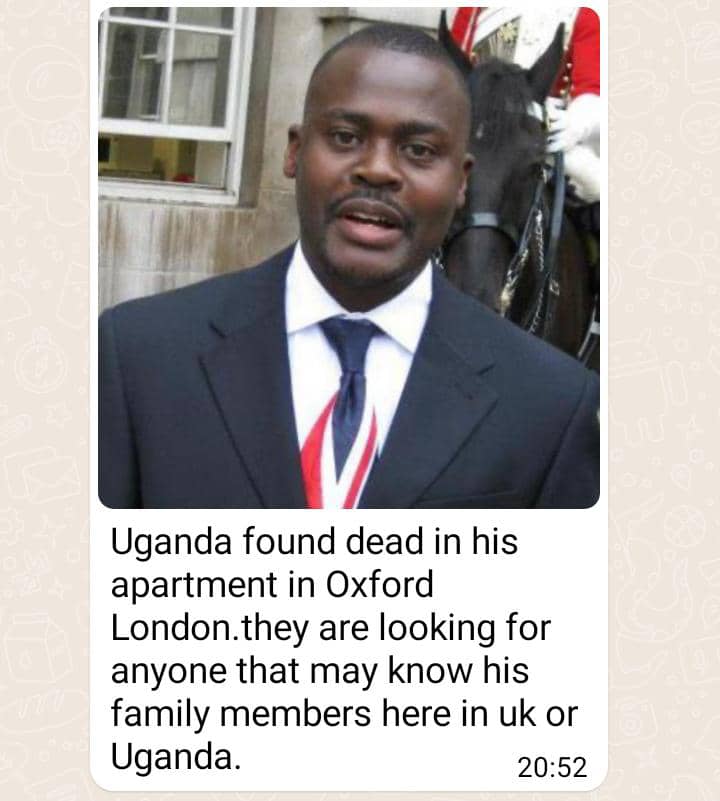 Uganda found dead in his
apartment in Oxford
London.they are looking for
anyone that may know his
family members here in uk or
Uganda.
20:52